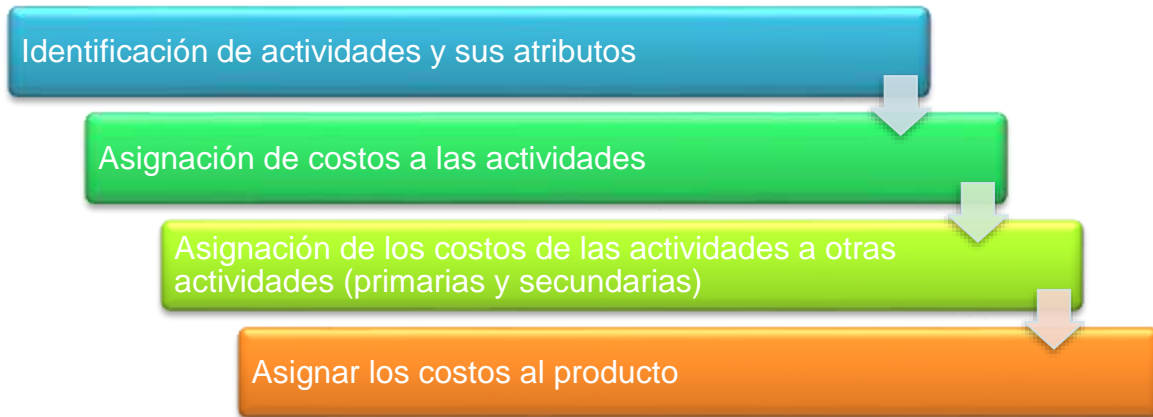 Identificación de actividades y sus atributos
Asignación de costos a las actividades
Asignación de los costos de las actividades a otras
actividades (primarias y secundarias)
Asignar los costos al producto